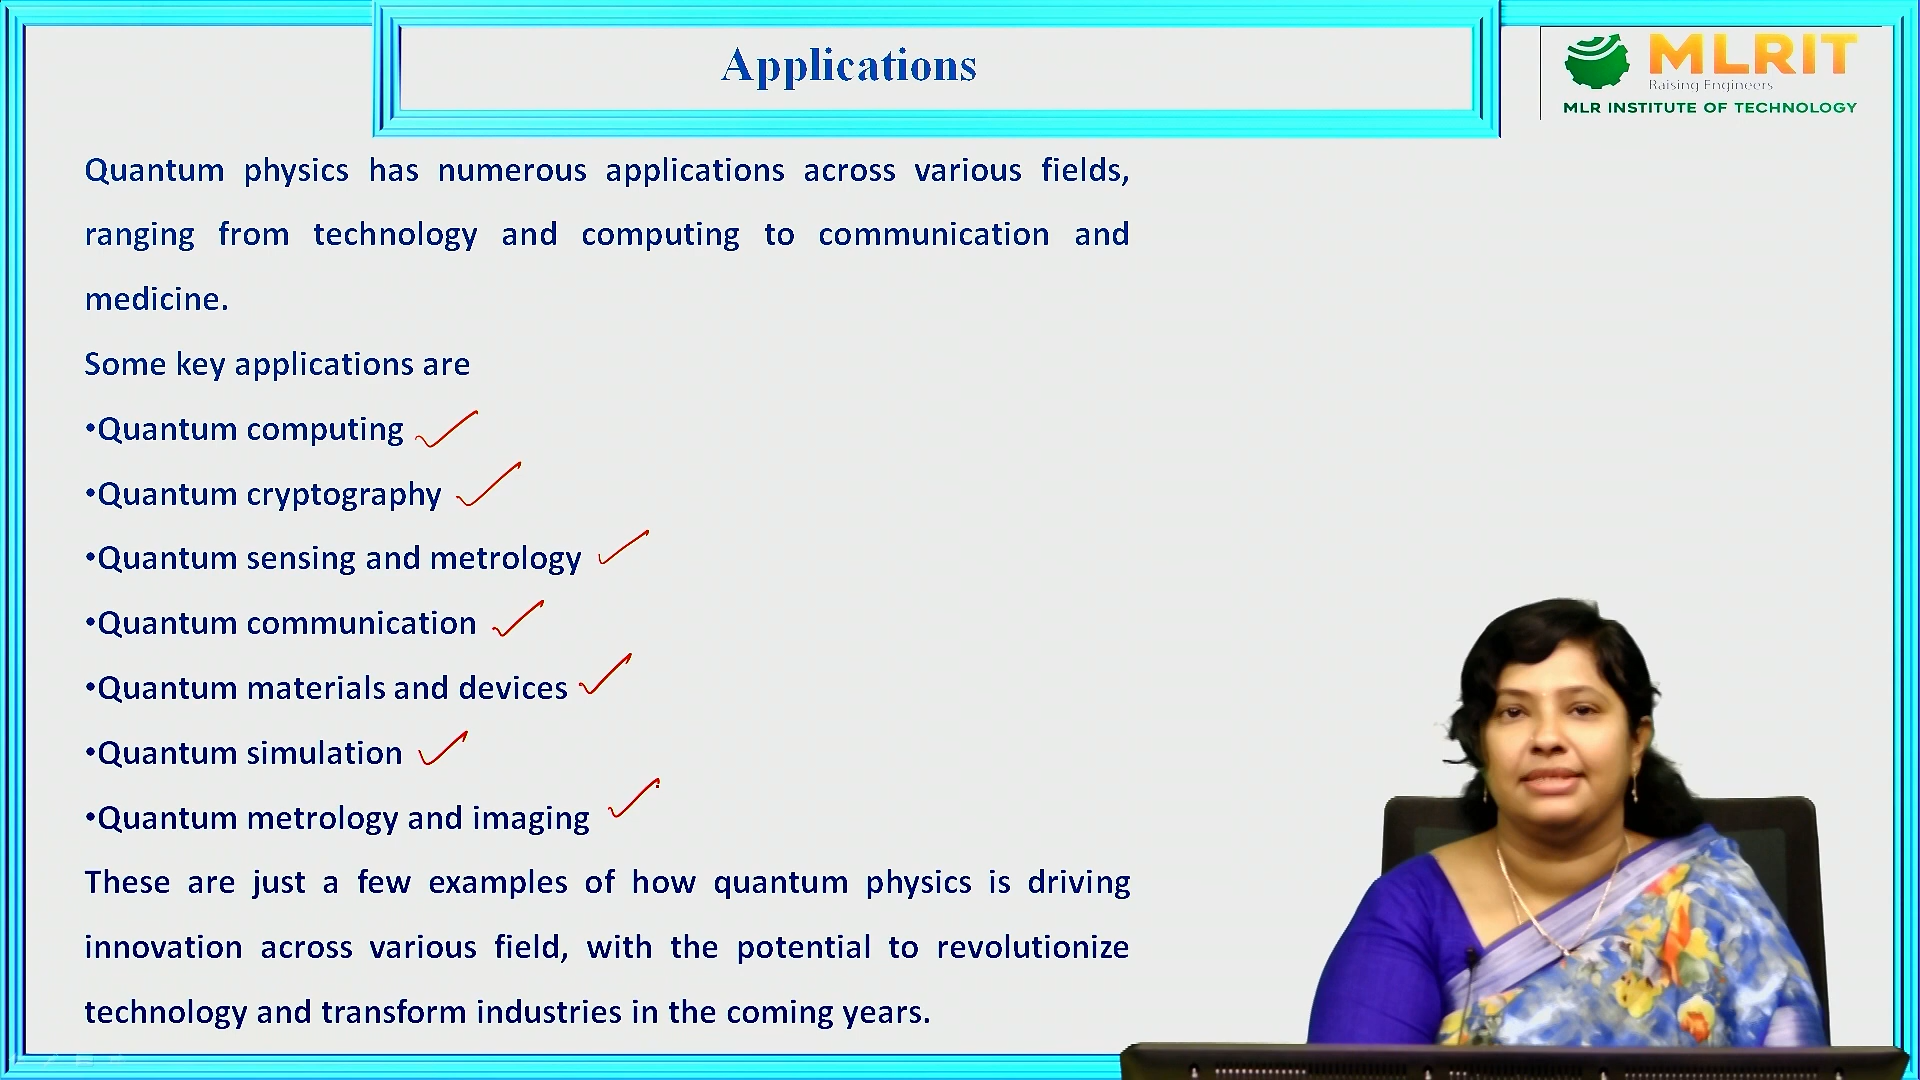 Applications
MLRIT
Raising Engineers
MLR INSTITUTE OF TECHNOLOGY
Quantum physics has numerous applications across various fields,
ranging from technology and computing to communication and
medicine.
Some key applications are
•Quantum computing
•Quantum cryptography
•Quantum sensing and metrology
•Quantum communication
•Quantum materials and devices
•Quantum simulation
•Quantum metrology and imaging
These are just a few examples of how quantum physics is driving
innovation across various field, with the potential to revolutionize
technology and transform industries in the coming years.